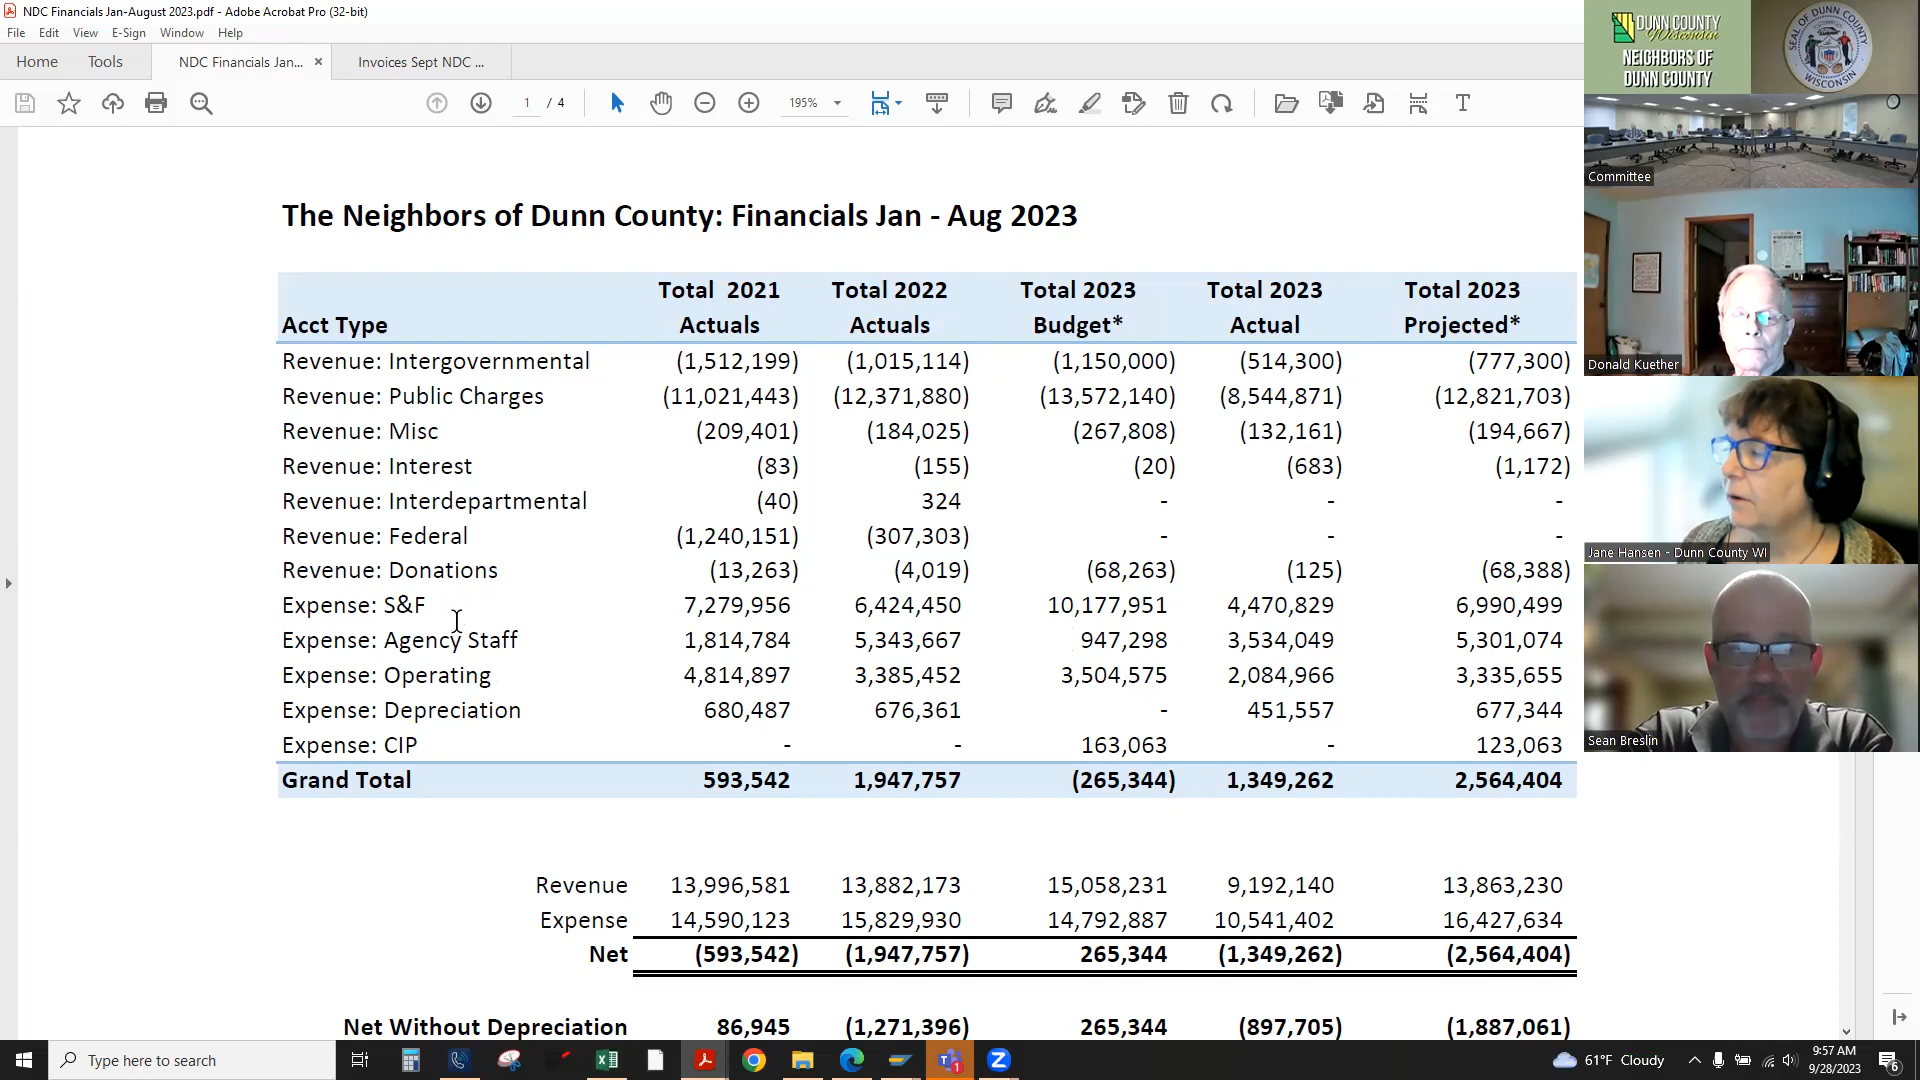 NDC Financials Jan-August 2023.pdf - Adobe Acrobat Pro (32-bit)
File Edit View E-Sign Window Help
Home Tools NDC Financials Jan... × Invoices Sept NDC ...
1 / 4 195%
DUNN COUNTY
Wisconsin
NEIGHBORS OF
DUNN COUNTY
SEAL OF DUNN COUNTY
WISCONSIN
Committee
Donald Kuether
Jane Hansen - Dunn County WI
Sean Breslin
The Neighbors of Dunn County: Financials Jan - Aug 2023
Total 2021 Total 2022 Total 2023 Total 2023 Total 2023
Acct Type Actuals Actuals Budget* Actual Projected*
Revenue: Intergovernmental (1,512,199) (1,015,114) (1,150,000) (514,300) (777,300)
Revenue: Public Charges (11,021,443) (12,371,880) (13,572,140) (8,544,871) (12,821,703)
Revenue: Misc (209,401) (184,025) (267,808) (132,161) (194,667)
Revenue: Interest (83) (155) (20) (683) (1,172)
Revenue: Interdepartmental (40) 324 - - -
Revenue: Federal (1,240,151) (307,303) - - -
Revenue: Donations (13,263) (4,019) (68,263) (125) (68,388)
Expense: S&F 7,279,956 6,424,450 10,177,951 4,470,829 6,990,499
Expense: Agency Staff 1,814,784 5,343,667 947,298 3,534,049 5,301,074
Expense: Operating 4,814,897 3,385,452 3,504,575 2,084,966 3,335,655
Expense: Depreciation 680,487 676,361 - 451,557 677,344
Expense: CIP - - 163,063 - 123,063
Grand Total 593,542 1,947,757 (265,344) 1,349,262 2,564,404
Revenue 13,996,581 13,882,173 15,058,231 9,192,140 13,863,230
Expense 14,590,123 15,829,930 14,792,887 10,541,402 16,427,634
Net (593,542) (1,947,757) 265,344 (1,349,262) (2,564,404)
Net Without Depreciation 86,945 (1,271,396) 265,344 (897,705) (1,887,061)
Type here to search
61°F Cloudy
9:57 AM
9/28/2023
6